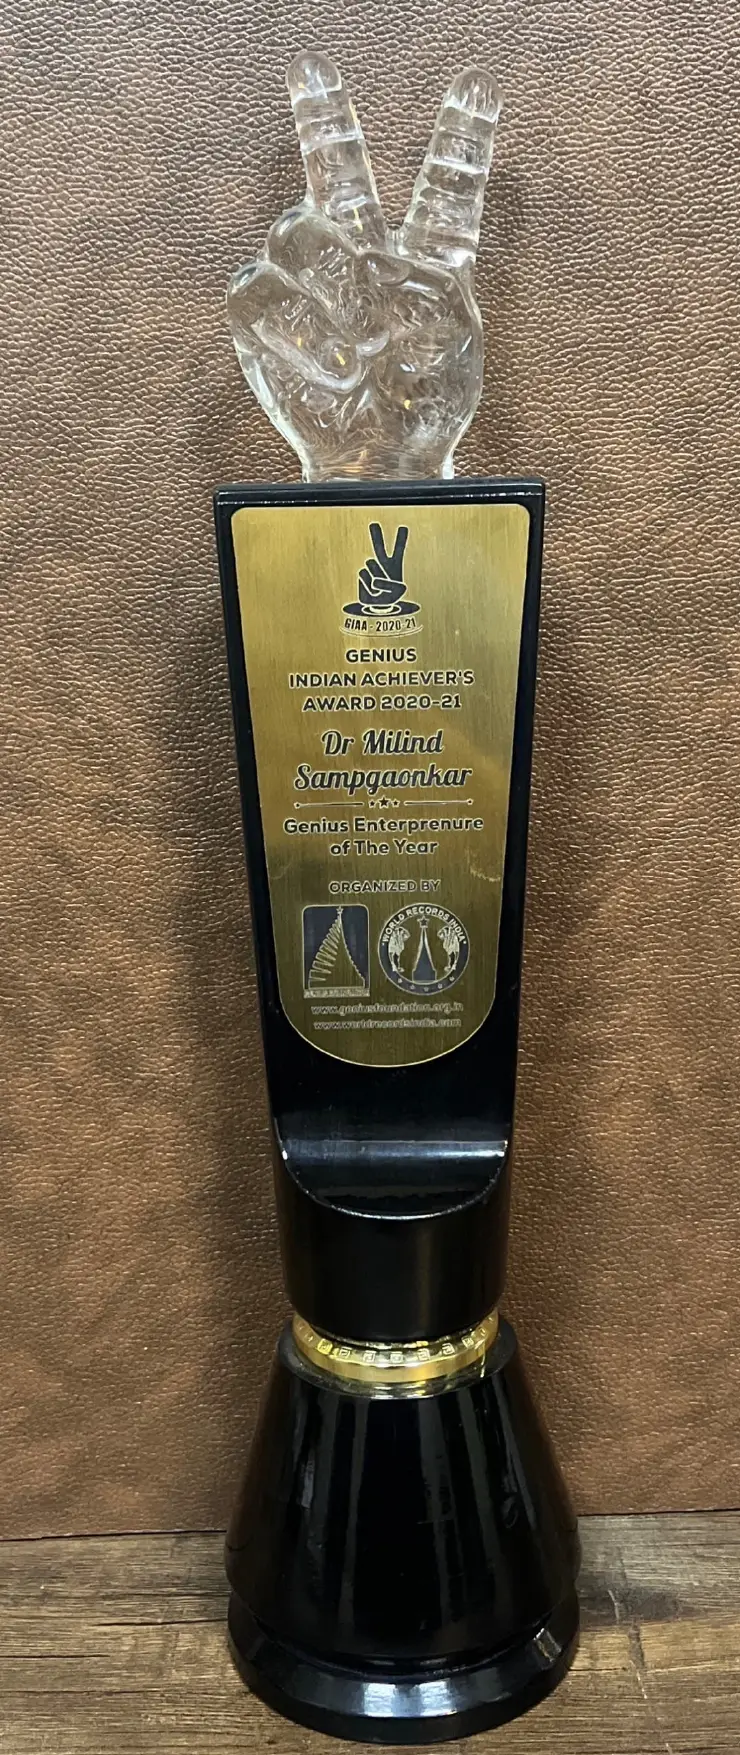 GIAA - 2020-21
GENIUS
INDIAN ACHIEVER'S
AWARD 2020-21
Dr Milind
Sampgaonkar
Genius Enterprenure
of The Year
ORGANIZED BY
WORLD RECORDS INDIA
www.geniusfoundation.org.in
www.worldrecordsindia.com